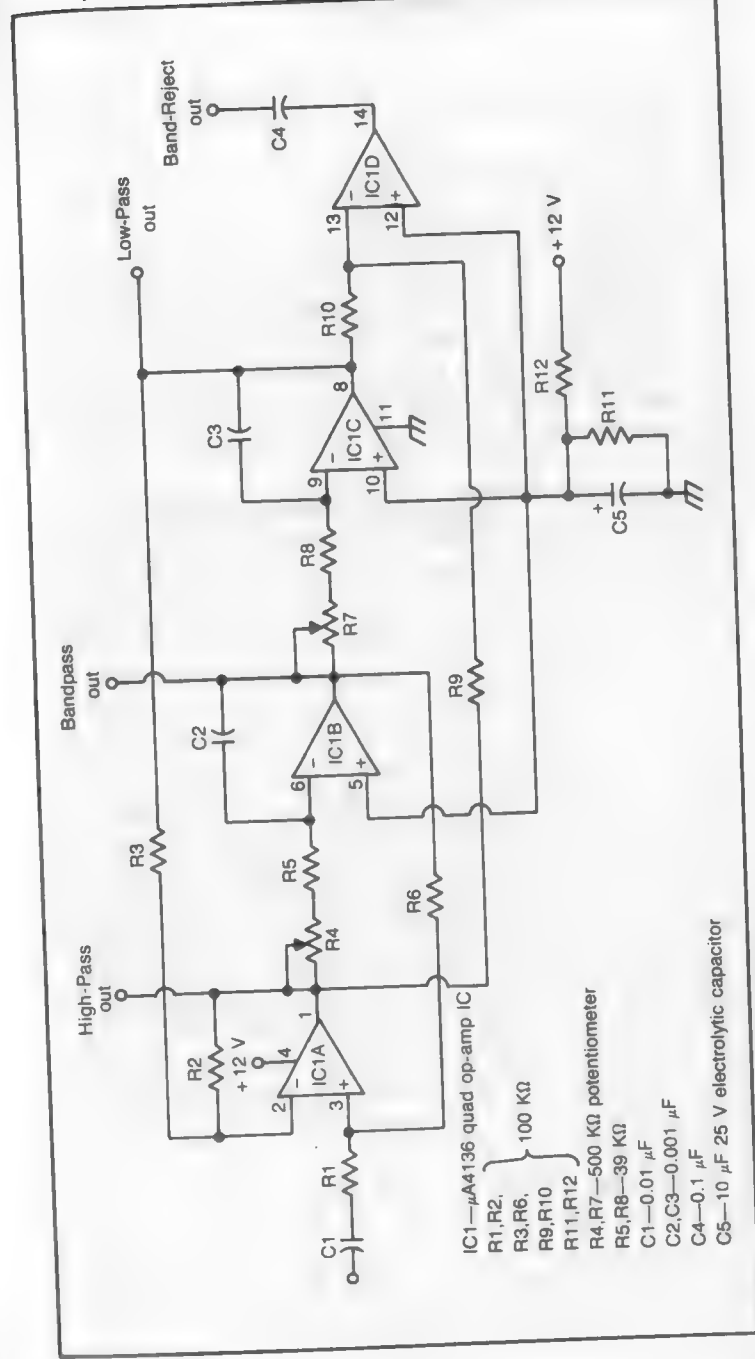 Bandpass
out
High-Pass
out
Low-Pass
out
Band-Reject
out
R3
C2
C3
C4
R2
+ 12 V
4
2
−
IC1A
3
+
1
R4
R5
6
−
IC1B
5
+
R7
R8
9
−
IC1C
10
+
8
11
R10
13
−
IC1D
12
+
14
C1
R1
R6
R9
R12
+ 12 V
R11
+
C5
IC1—μA4136 quad op-amp IC
R1,R2,
R3,R6,
R9,R10
R11,R12
100 KΩ
R4,R7—500 KΩ potentiometer
R5,R8—39 KΩ
C1—0.01 μF
C2,C3—0.001 μF
C4—0.1 μF
C5—10 μF 25 V electrolytic capacitor